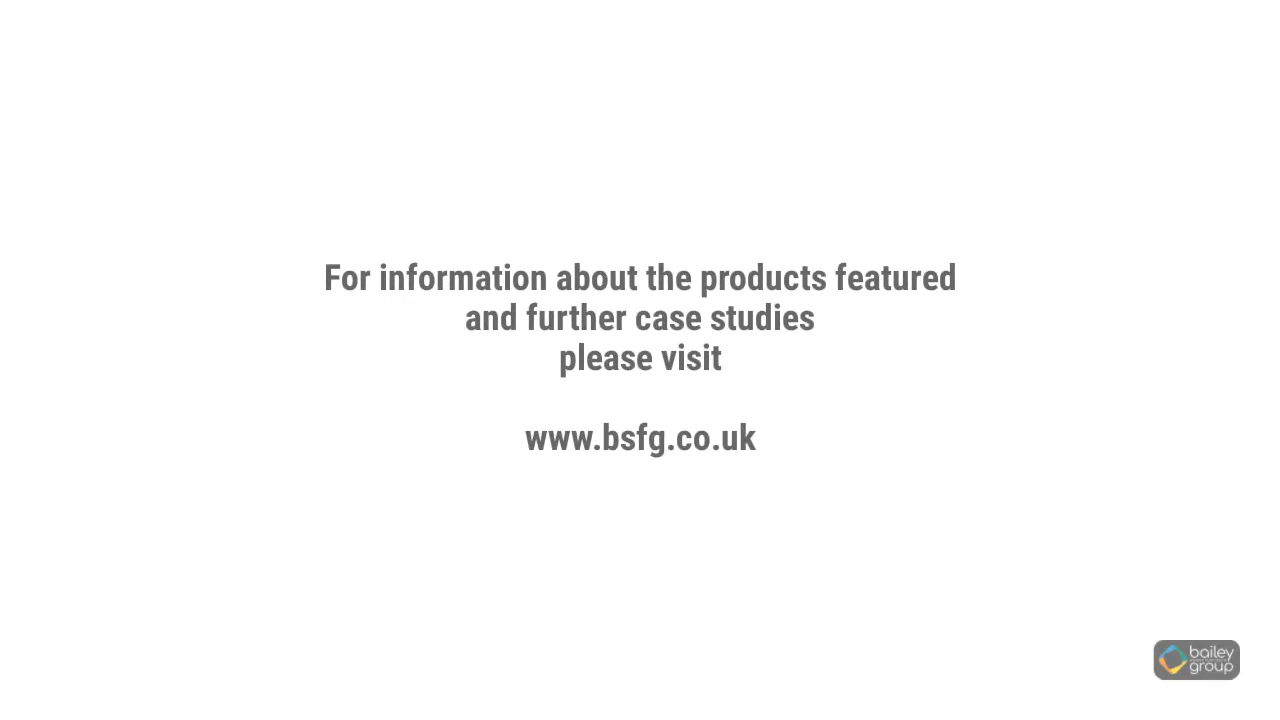 For information about the products featured
and further case studies
please visit
www.bsfg.co.uk
bailey
group